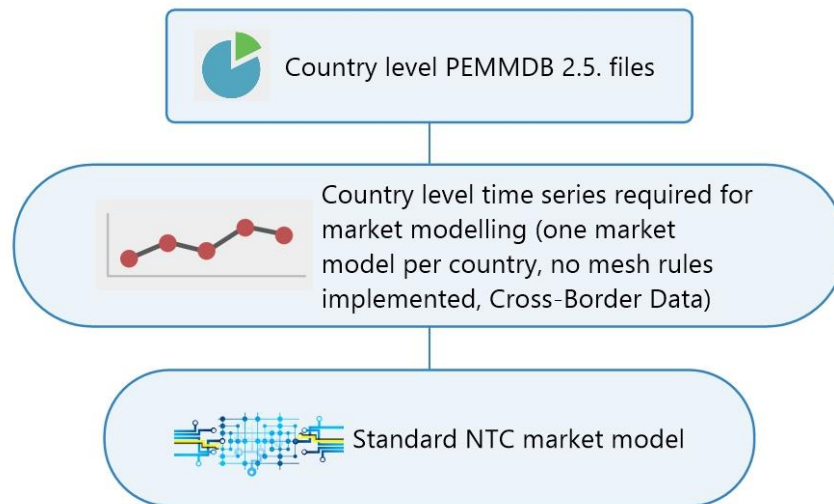 Country level PEMMDB 2.5. files
Country level time series required for
market modelling (one market
model per country, no mesh rules
implemented, Cross-Border Data)
Standard NTC market model